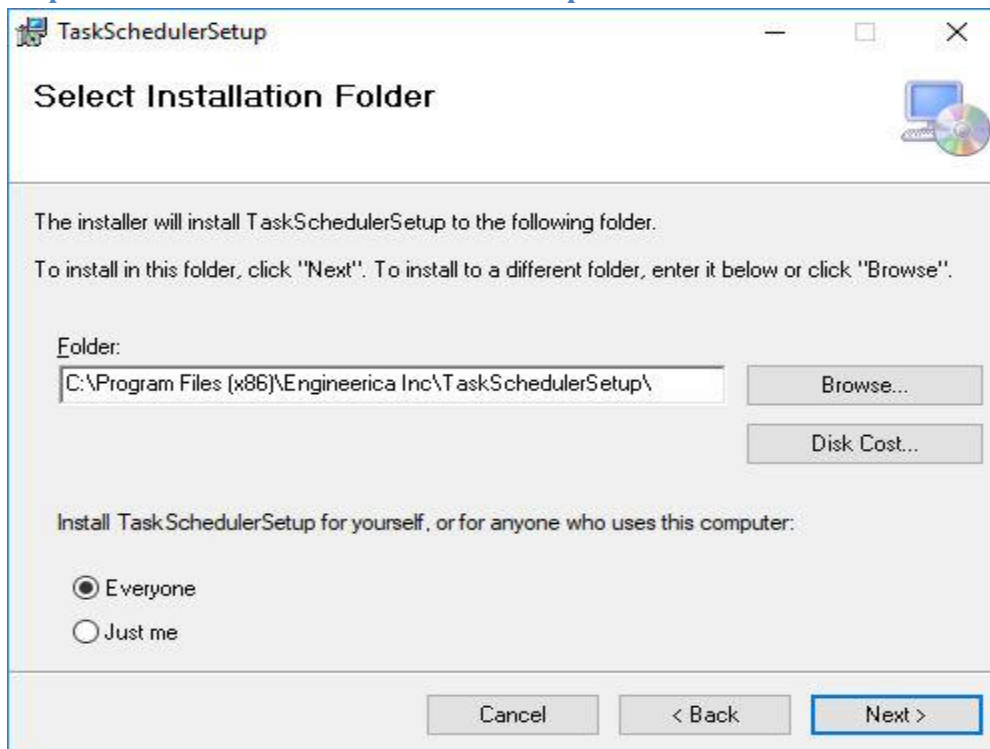 TaskSchedulerSetup
Select Installation Folder
The installer will install TaskSchedulerSetup to the following folder.
To install in this folder, click "Next". To install to a different folder, enter it below or click "Browse".
Folder:
C:\Program Files (x86)\Engineerica Inc\TaskSchedulerSetup\
Browse...
Disk Cost...
Install TaskSchedulerSetup for yourself, or for anyone who uses this computer:
Everyone
Just me
Cancel
< Back
Next >